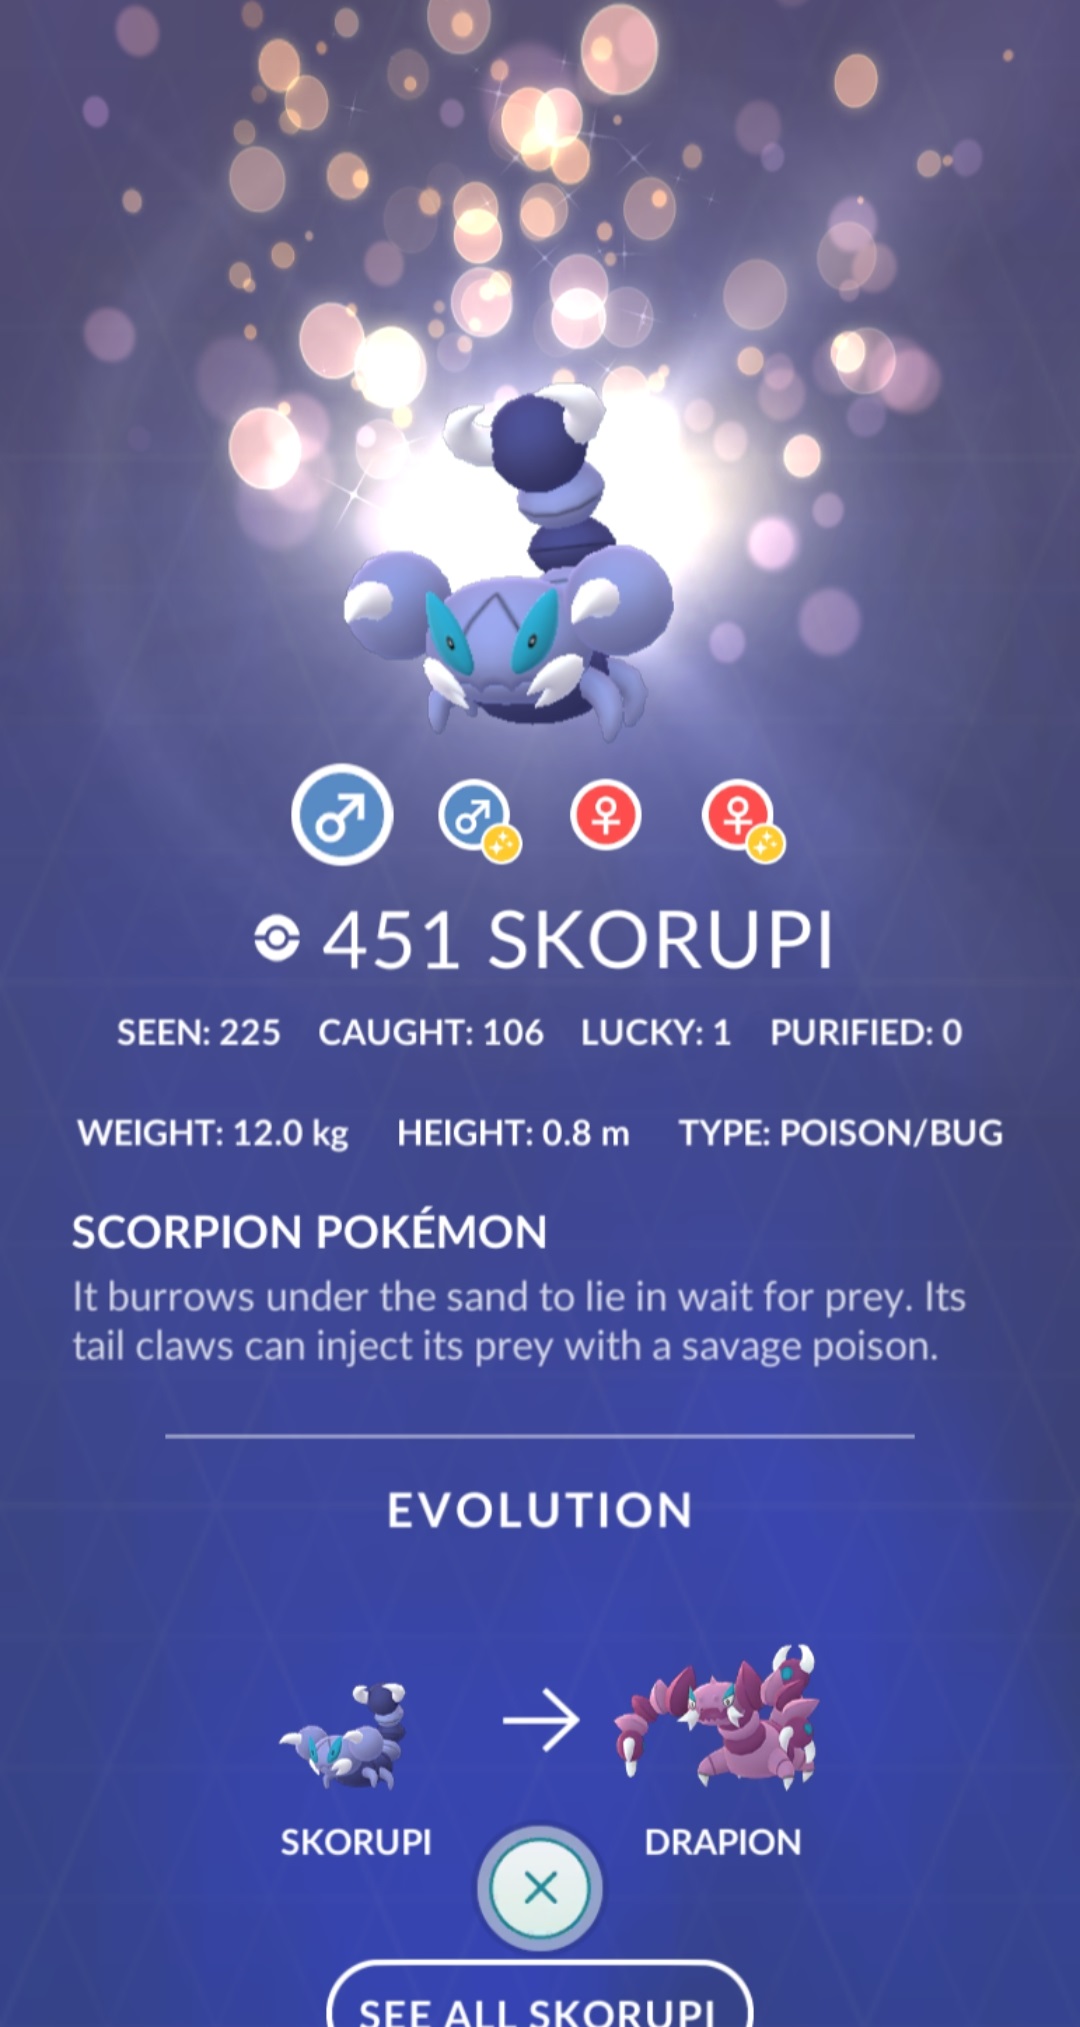 451 SKORUPI
SEEN: 225 CAUGHT: 106 LUCKY: 1 PURIFIED: 0
WEIGHT: 12.0 kg HEIGHT: 0.8 m TYPE: POISON/BUG
SCORPION POKÉMON
It burrows under the sand to lie in wait for prey. Its
tail claws can inject its prey with a savage poison.
EVOLUTION
SKORUPI DRAPION
SEE ALL SKORUPI